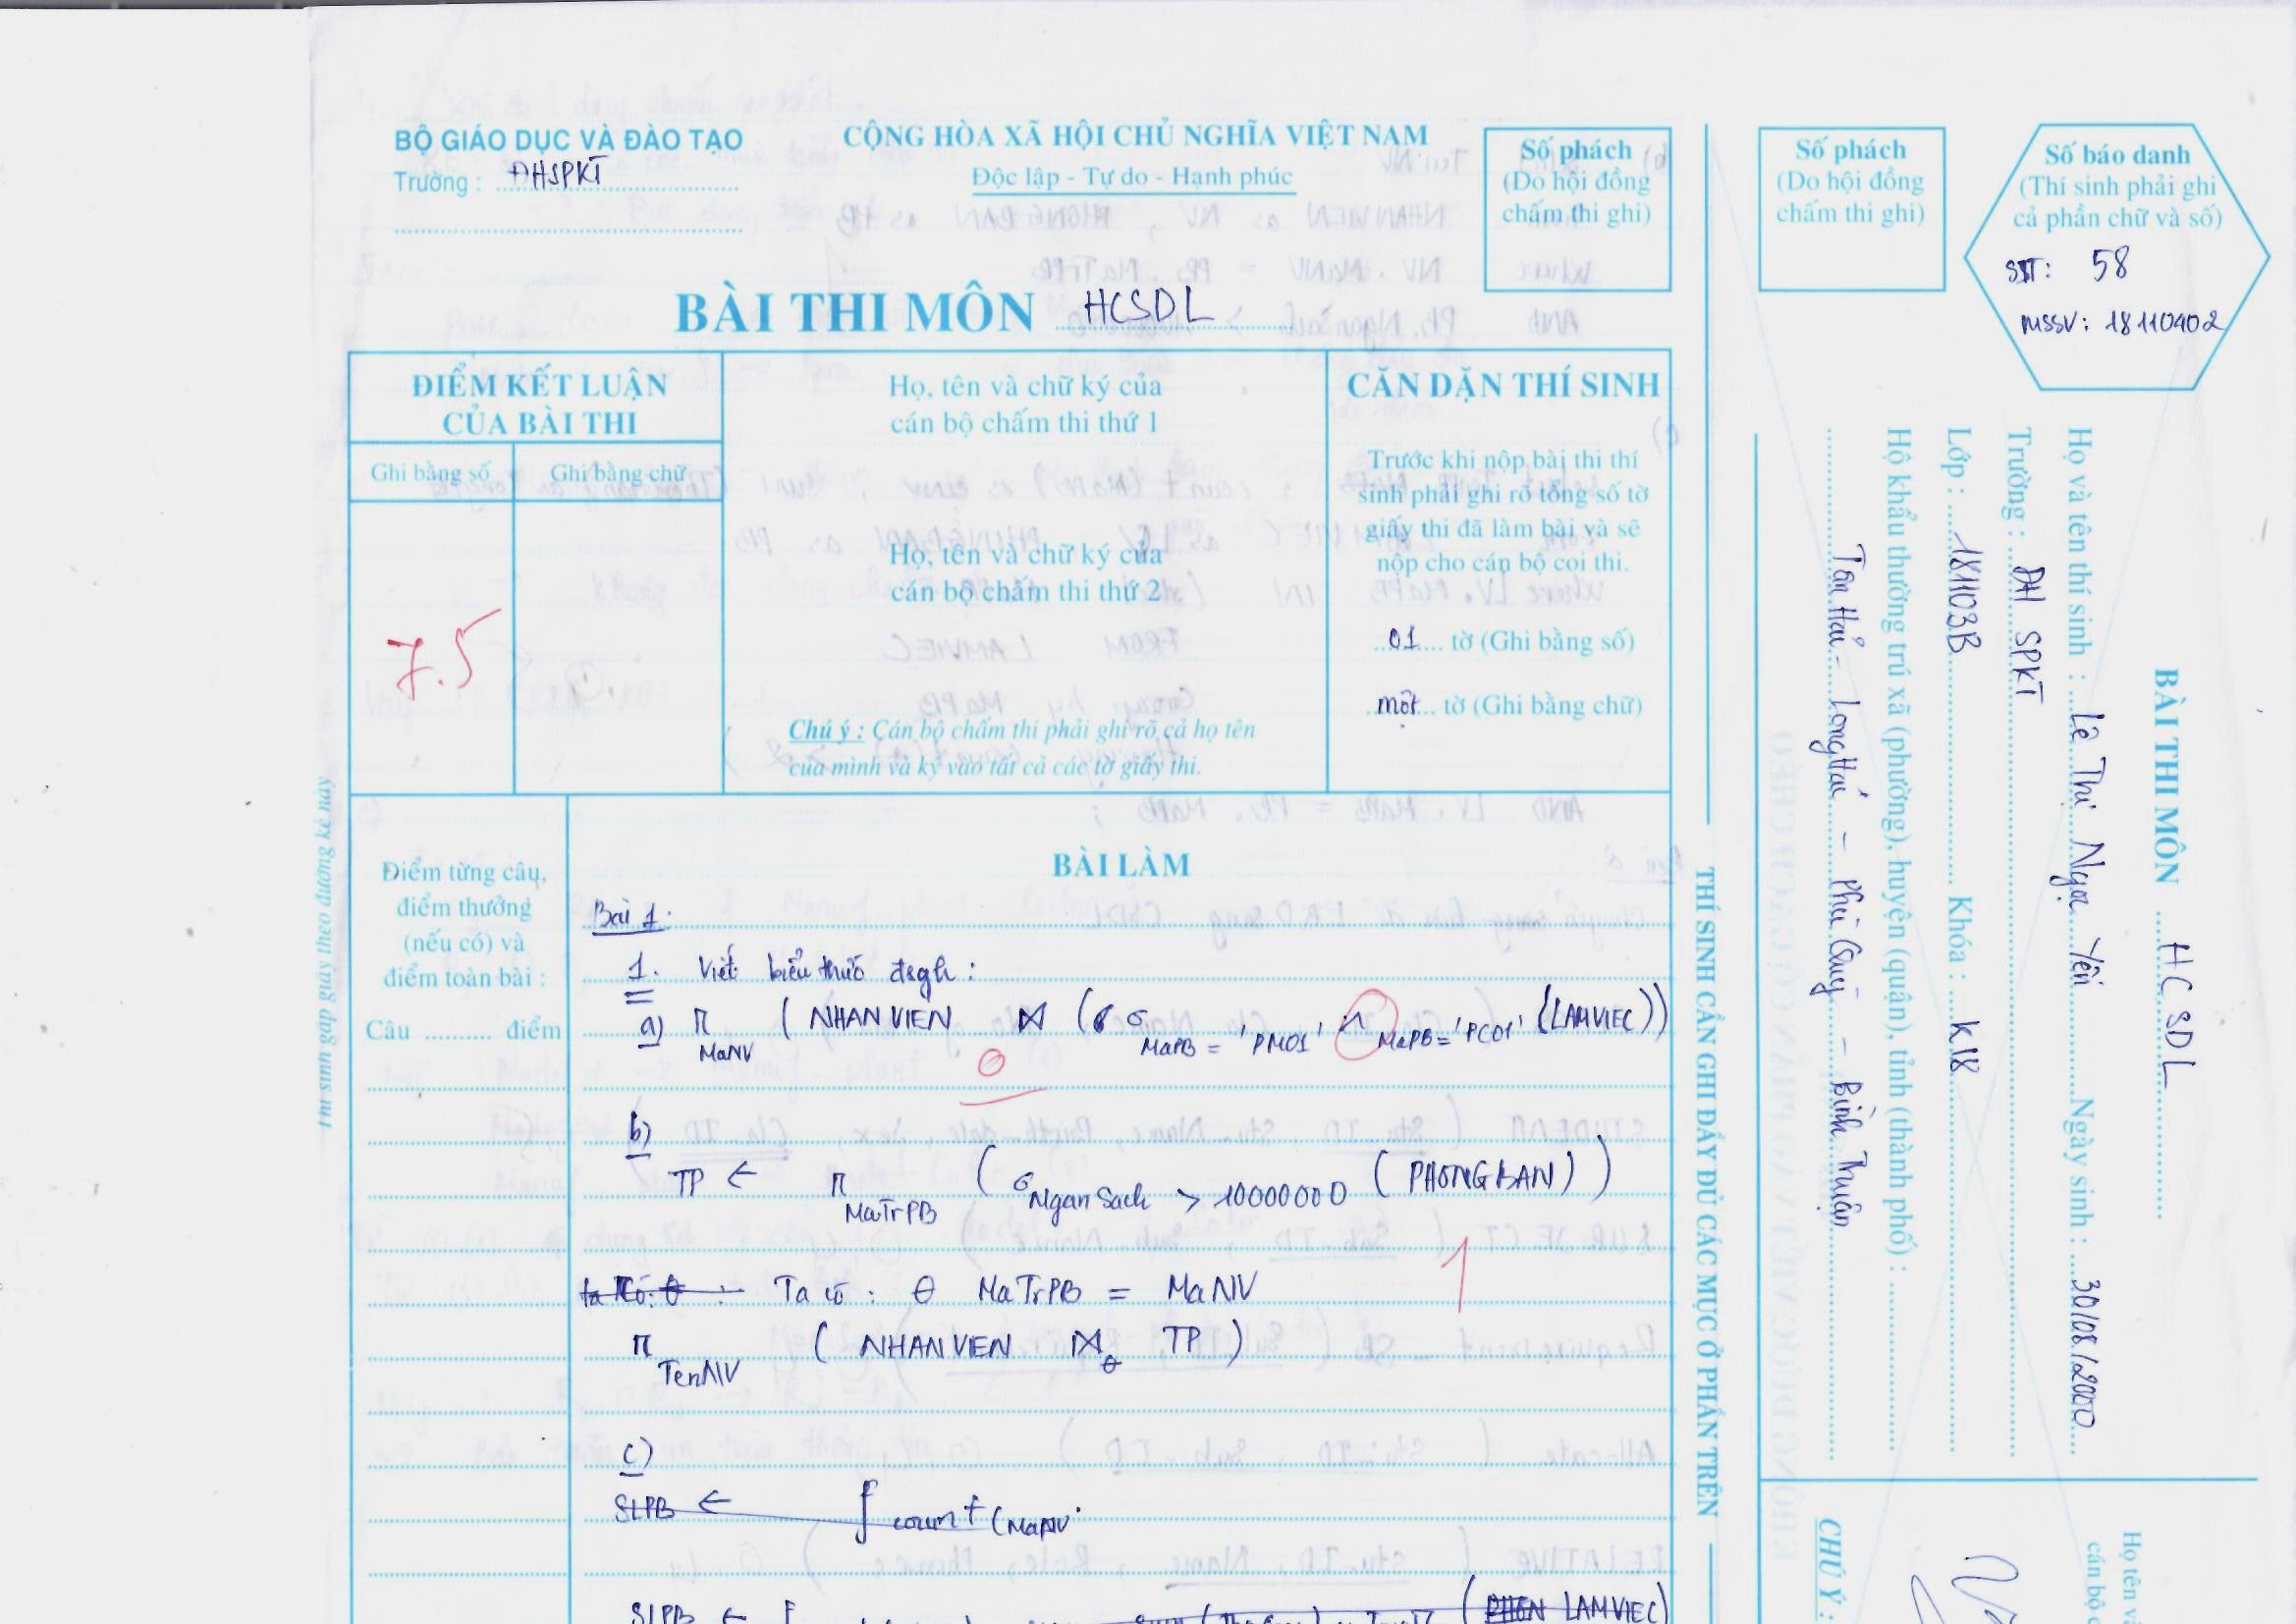 BỘ GIÁO DỤC VÀ ĐÀO TẠO
Trường : ĐHSPKT
CỘNG HÒA XÃ HỘI CHỦ NGHĨA VIỆT NAM
Độc lập - Tự do - Hạnh phúc
Số phách
(Do hội đồng
chấm thi ghi)
BÀI THI MÔN HCSDL
ĐIỂM KẾT LUẬN
CỦA BÀI THI
Ghi bằng số
Ghi bằng chữ
7.5
Họ, tên và chữ ký của
cán bộ chấm thi thứ 1
Họ, tên và chữ ký của
cán bộ chấm thi thứ 2
Chú ý : Cán bộ chấm thi phải ghi rõ cả họ tên
của mình và ký vào tất cả các tờ giấy thi.
CĂN DẶN THÍ SINH
Trước khi nộp bài thi thí
sinh phải ghi rõ tổng số tờ
giấy thi đã làm bài và sẽ
nộp cho cán bộ coi thi.
01 tờ (Ghi bằng số)
một tờ (Ghi bằng chữ)
Thí sinh gấp giấy theo đường kẻ này
Điểm từng câu,
điểm thưởng
(nếu có) và
điểm toàn bài :
Câu .......... điểm
BÀI LÀM
Bài 1.
1. Viết biểu thức đsqh :
a) π MaNV ( NHANVIEN ⋈ ( σ MaPB = 'PM01' ∧ MaPB = 'PC01' (LAMVIEC))
0
b)
TP ← π MaTrPB ( σ NganSach > 10000000 ( PHONGBAN ) )
1
Ta có : θ MaTrPB = MaNV
π TenNV ( NHANVIEN ⋈ θ TP )
c)
SLPB ← f count (MaNV
SLPB ← LAMVIEC)
THÍ SINH CẦN GHI ĐẦY ĐỦ CÁC MỤC Ở PHẦN TRÊN
Số phách
(Do hội đồng
chấm thi ghi)
Số báo danh
(Thí sinh phải ghi
cả phần chữ và số)
STT: 58
MSSV: 18110402
BÀI THI MÔN HCSDL
Họ và tên thí sinh : Lê Thị Ngọc Yến Ngày sinh : 30/08/2000
Trường : ĐH SPKT
Lớp : 181103B Khóa : K18
Hộ khẩu thường trú xã (phường), huyện (quận), tỉnh (thành phố) :
Tân Hải - Long Hải - Phú Quý - Bình Thuận
Họ tên
cán bộ
CHÚ Ý :